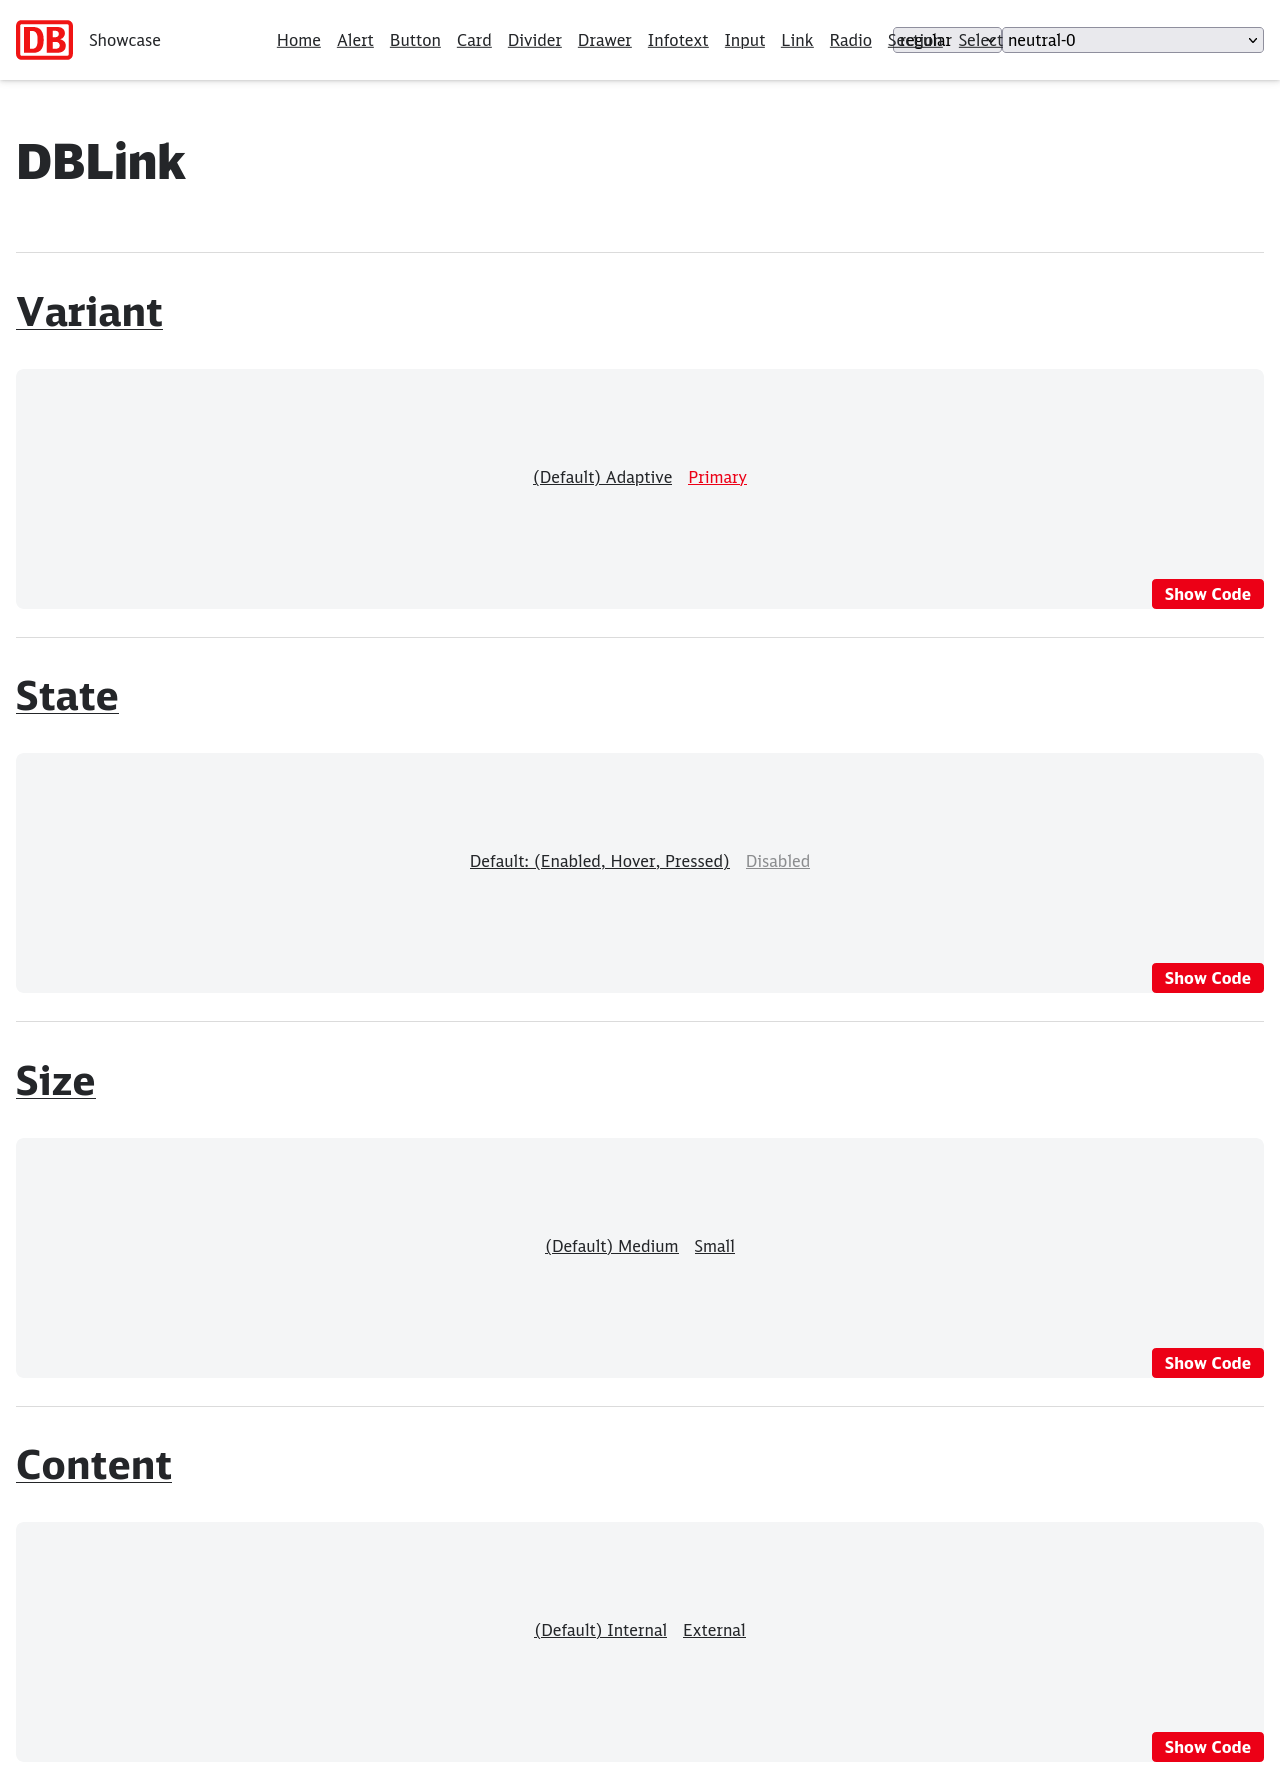 DB Showcase Home Alert Button Card Divider Drawer Infotext Input Link Radio Section Select regular neutral-0
DBLink
Variant
(Default) Adaptive Primary
Show Code
State
Default: (Enabled, Hover, Pressed) Disabled
Show Code
Size
(Default) Medium Small
Show Code
Content
(Default) Internal External
Show Code